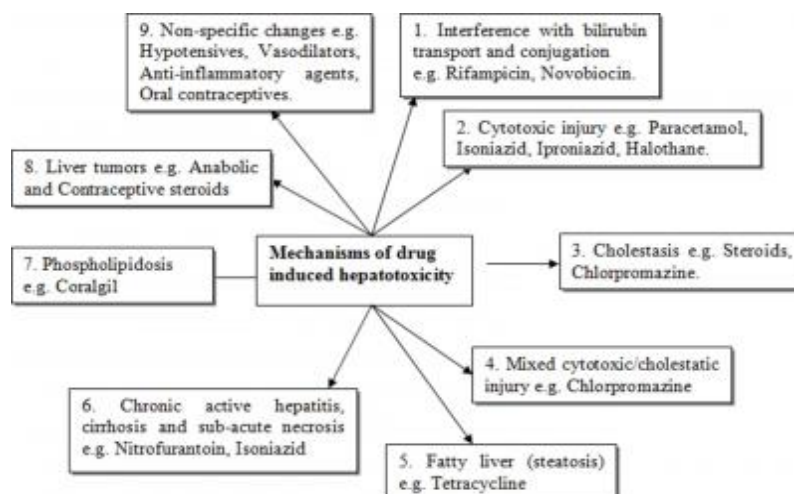 9. Non-specific changes e.g.
Hypotensives, Vasodilators,
Anti-inflammatory agents,
Oral contraceptives.
1. Interference with bilirubin
transport and conjugation
e.g. Rifampicin, Novobiocin.
2. Cytotoxic injury e.g. Paracetamol,
Isoniazid, Iproniazid, Halothane.
8. Liver tumors e.g. Anabolic
and Contraceptive steroids
Mechanisms of drug
induced hepatotoxicity
3. Cholestasis e.g. Steroids,
Chlorpromazine.
7. Phospholipidosis
e.g. Coralgil
4. Mixed cytotoxic/cholestatic
injury e.g. Chlorpromazine
6. Chronic active hepatitis,
cirrhosis and sub-acute necrosis
e.g. Nitrofurantoin, Isoniazid
5. Fatty liver (steatosis)
e.g. Tetracycline